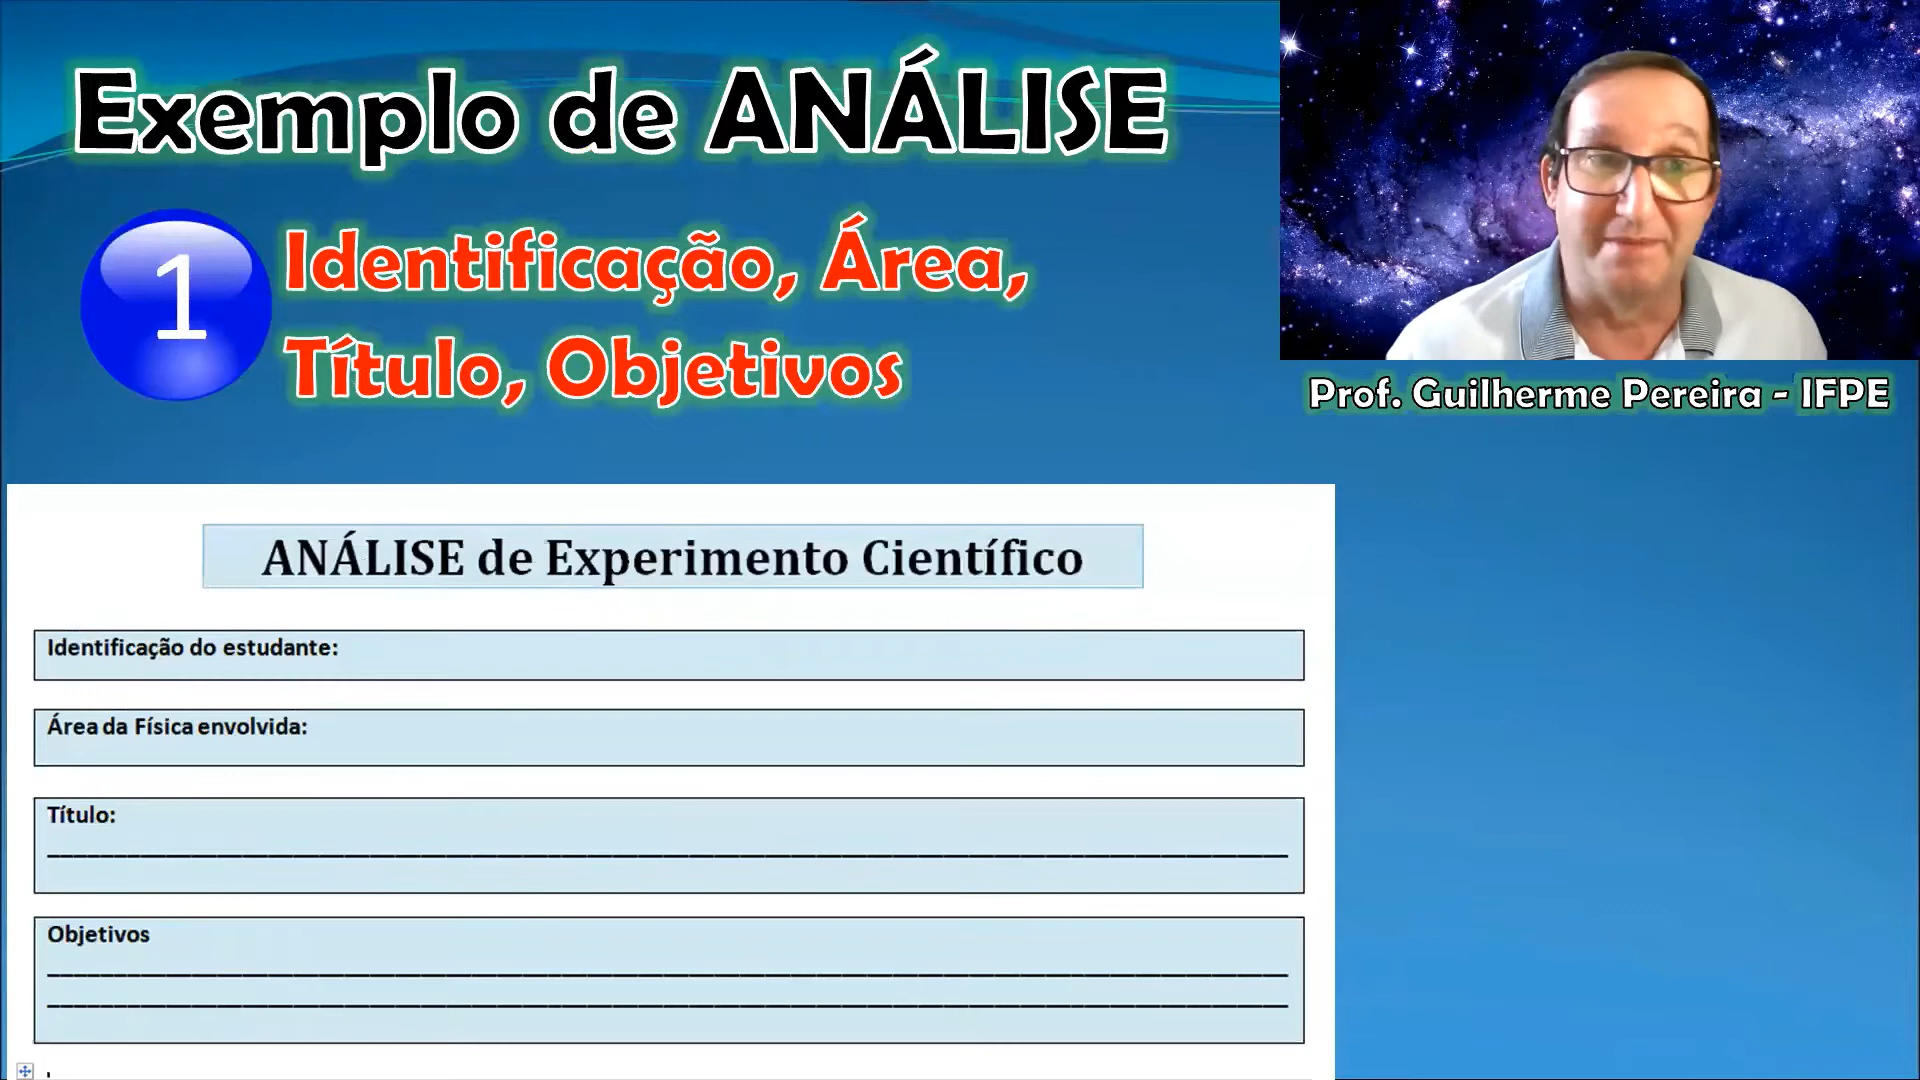 Exemplo de ANÁLISE
1
Identificação, Área,
Título, Objetivos
Prof. Guilherme Pereira - IFPE
ANÁLISE de Experimento Científico
Identificação do estudante:
Área da Física envolvida:
Título:
Objetivos